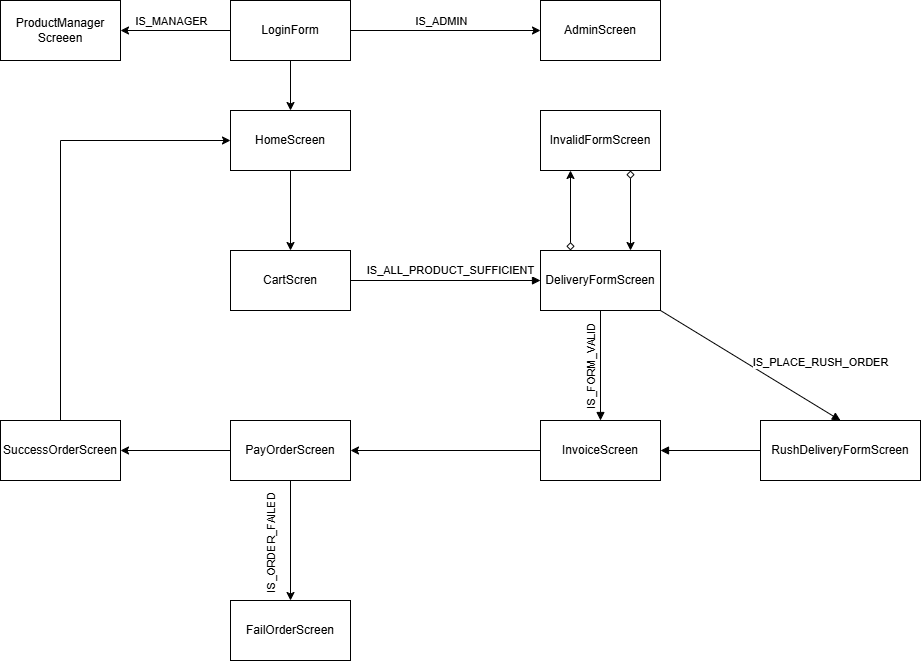 ProductManager
Screeen
IS_MANAGER
LoginForm
IS_ADMIN
AdminScreen
HomeScreen
InvalidFormScreen
CartScren
IS_ALL_PRODUCT_SUFFICIENT
DeliveryFormScreen
IS_FORM_VALID
IS_PLACE_RUSH_ORDER
SuccessOrderScreen
PayOrderScreen
InvoiceScreen
RushDeliveryFormScreen
IS_ORDER_FAILED
FailOrderScreen